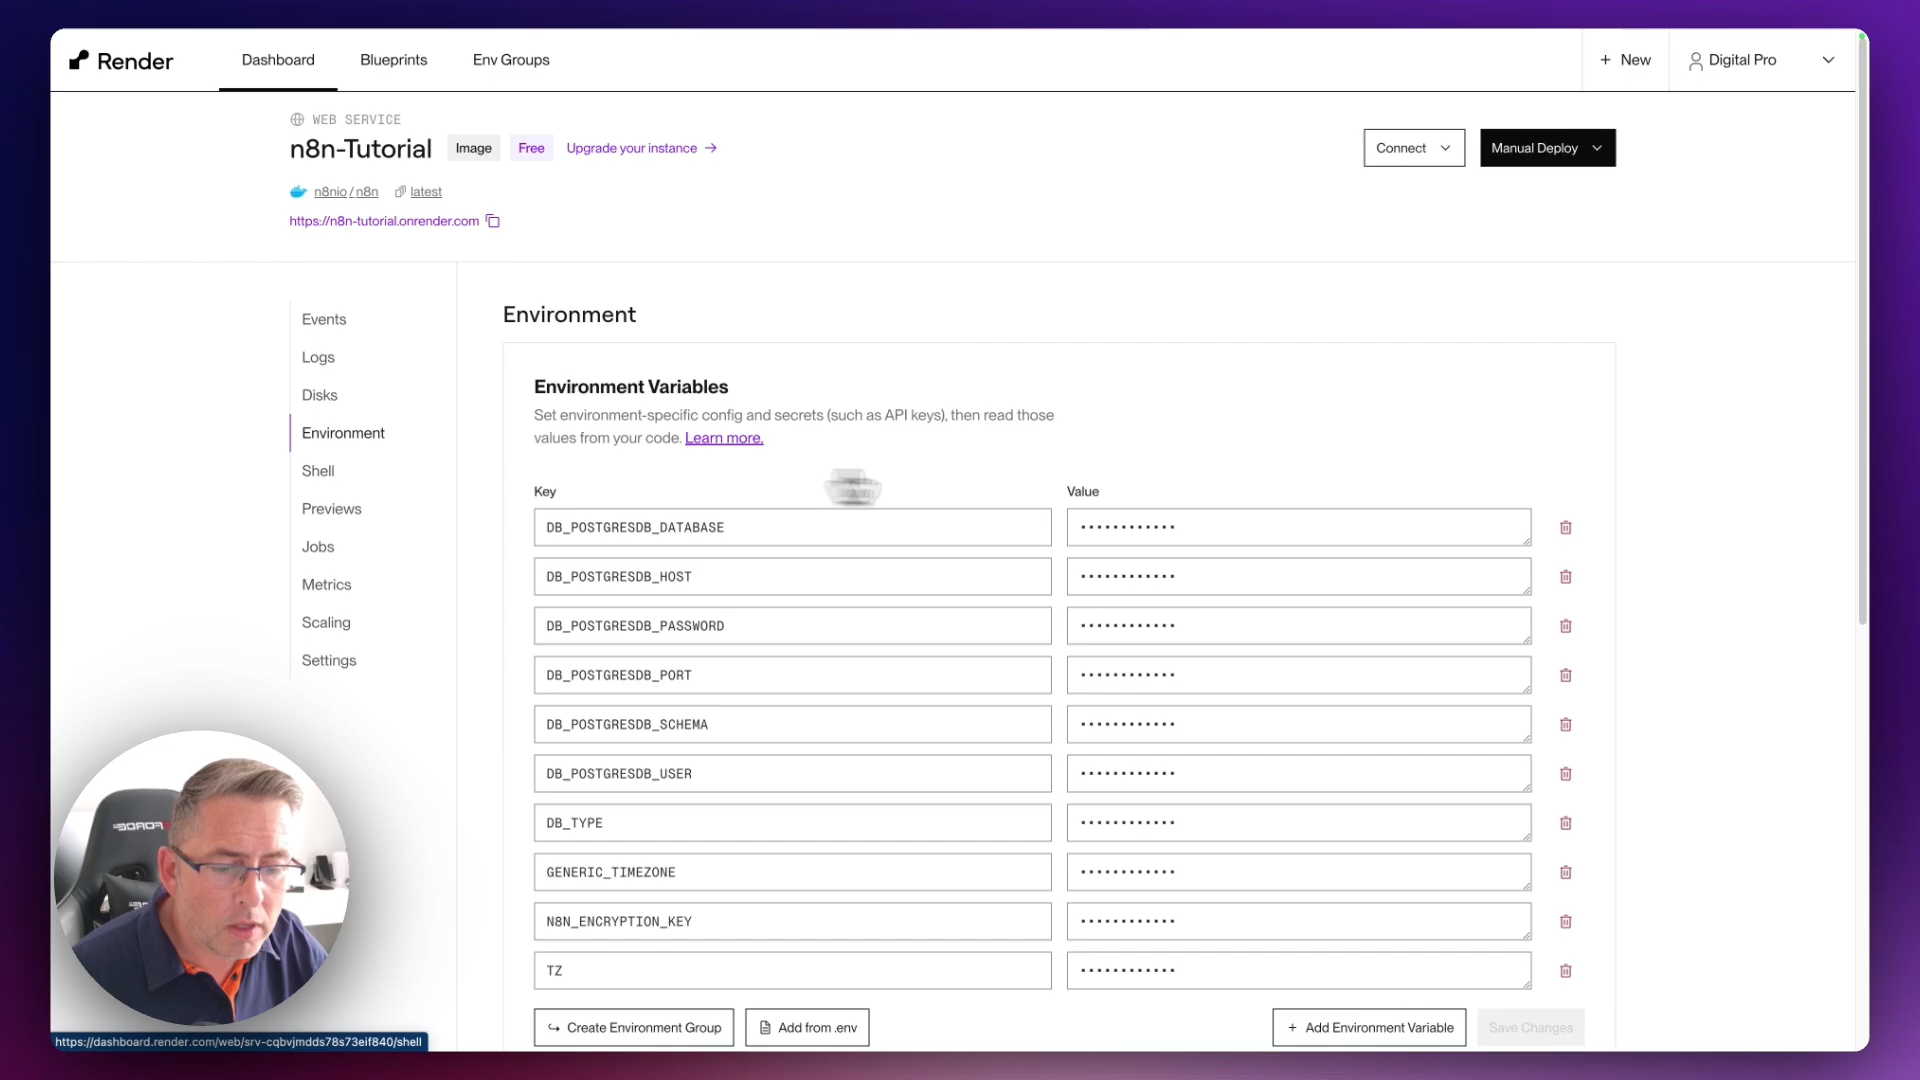 Render
Dashboard
Blueprints
Env Groups
+ New
Digital Pro
WEB SERVICE
n8n-Tutorial
Image
Free
Upgrade your instance →
Connect
Manual Deploy
n8nio/n8n
latest
https://n8n-tutorial.onrender.com
Events
Logs
Disks
Environment
Shell
Previews
Jobs
Metrics
Scaling
Settings
Environment
Environment Variables
Set environment-specific config and secrets (such as API keys), then read those
values from your code. Learn more.
Key
Value
DB_POSTGRESDB_DATABASE
••••••••••••
DB_POSTGRESDB_HOST
••••••••••••
DB_POSTGRESDB_PASSWORD
••••••••••••
DB_POSTGRESDB_PORT
••••••••••••
DB_POSTGRESDB_SCHEMA
••••••••••••
DB_POSTGRESDB_USER
••••••••••••
DB_TYPE
••••••••••••
GENERIC_TIMEZONE
••••••••••••
N8N_ENCRYPTION_KEY
••••••••••••
TZ
••••••••••••
Create Environment Group
Add from .env
+ Add Environment Variable
Save Changes
https://dashboard.render.com/web/srv-cqbvjmdds78s73eif840/shell